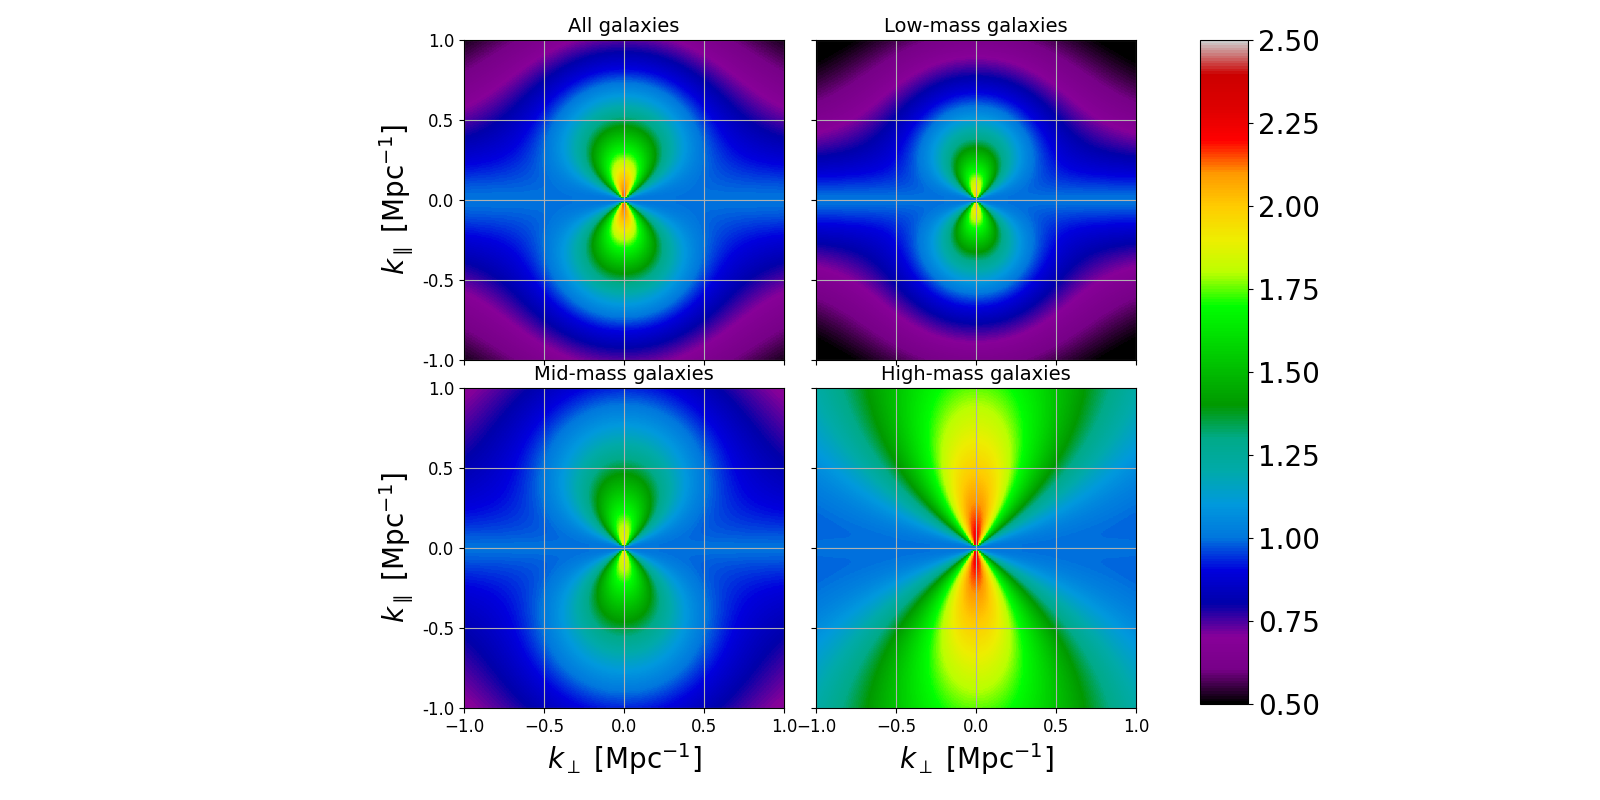 All galaxies
Low-mass galaxies
1.0
0.5
0.0
-0.5
-1.0
k∥ [Mpc−1]
Mid-mass galaxies
High-mass galaxies
1.0
0.5
0.0
-0.5
-1.0
k∥ [Mpc−1]
−1.0 −0.5 0.0 0.5 1.0
−1.0 −0.5 0.0 0.5 1.0
k⊥ [Mpc−1]
k⊥ [Mpc−1]
2.50
2.25
2.00
1.75
1.50
1.25
1.00
0.75
0.50